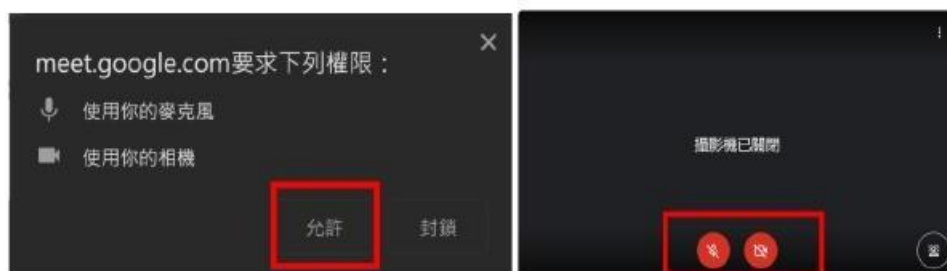 meet.google.com要求下列權限：
使用你的麥克風
使用你的相機
允許
封鎖
攝影機已關閉